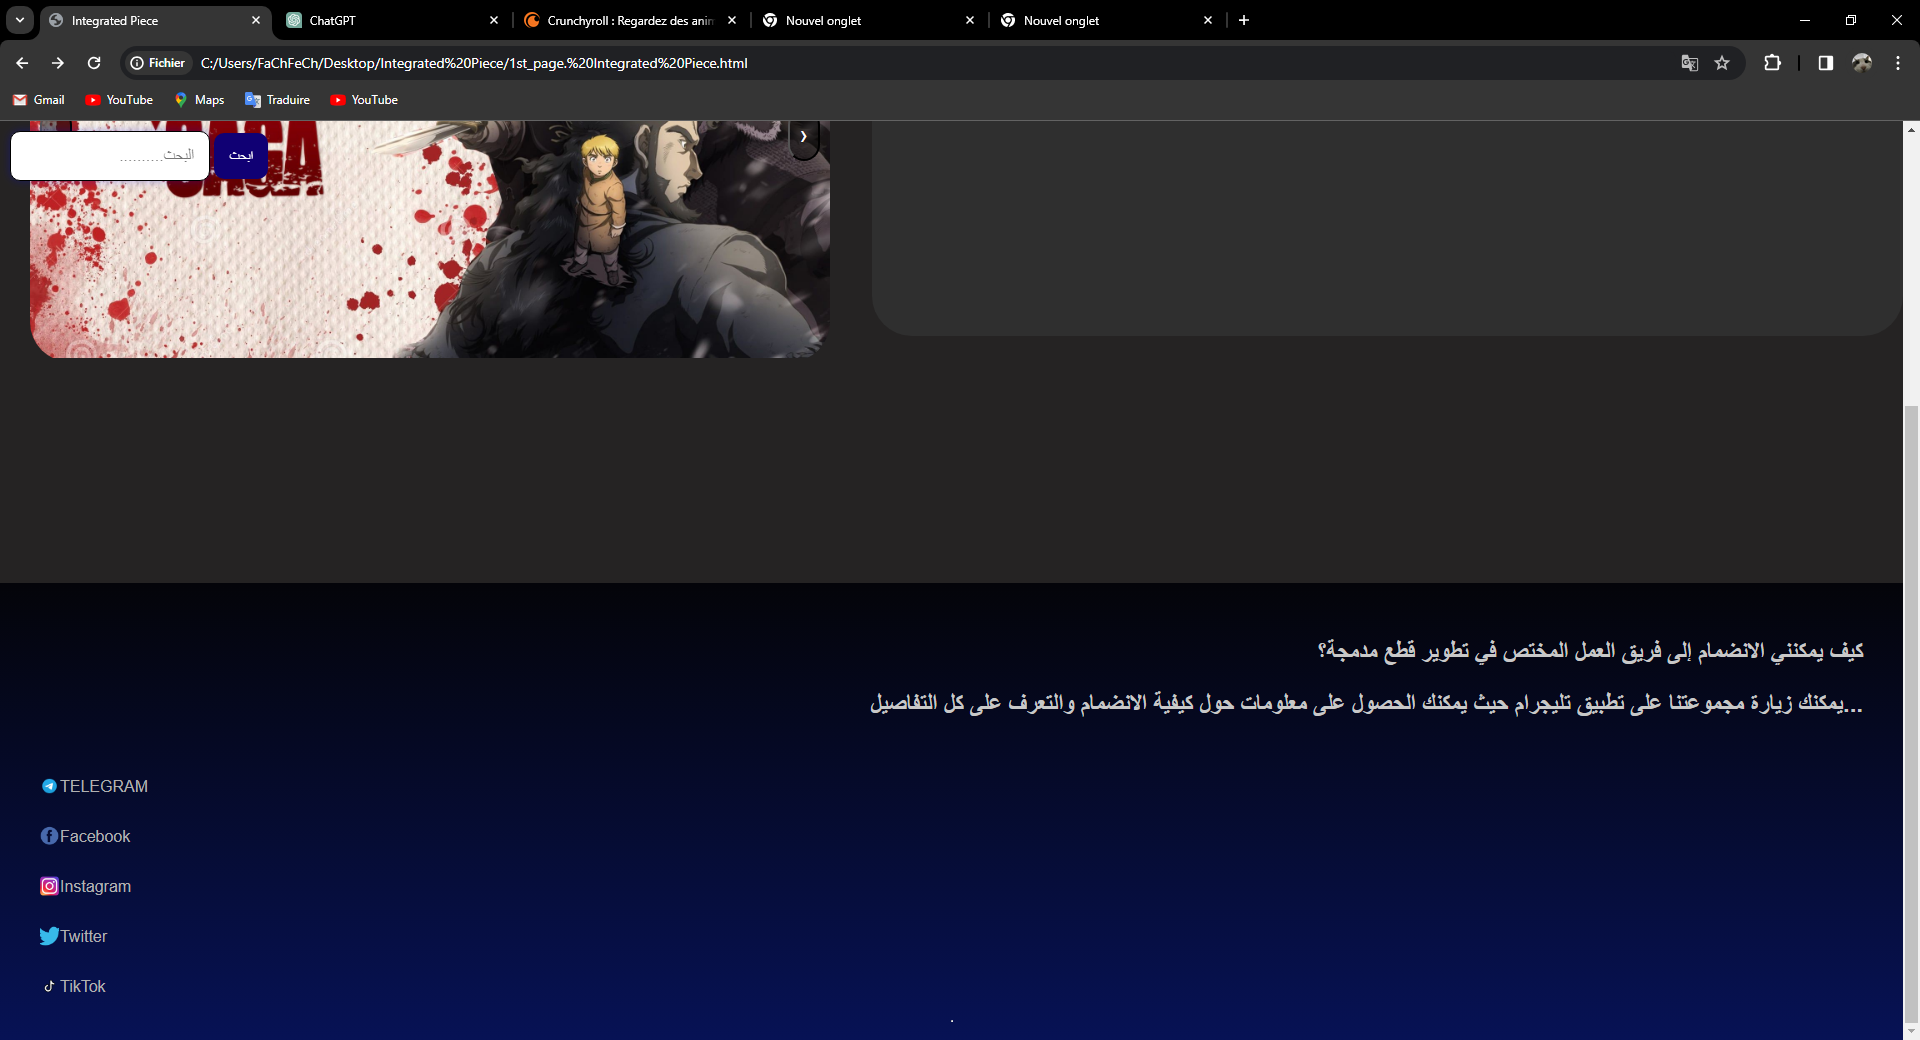 Integrated Piece
ChatGPT
Crunchyroll : Regardez des anim
Nouvel onglet
Nouvel onglet
Fichier
C:/Users/FaChFeCh/Desktop/Integrated%20Piece/1st_page.%20Integrated%20Piece.html
Gmail
YouTube
Maps
Traduire
YouTube
البحث..........
ابحث
SAGA
كيف يمكنني الانضمام إلى فريق العمل المختص في تطوير قطع مدمجة؟
...يمكنك زيارة مجموعتنا على تطبيق تليجرام حيث يمكنك الحصول على معلومات حول كيفية الانضمام والتعرف على كل التفاصيل
TELEGRAM
Facebook
Instagram
Twitter
TikTok
.